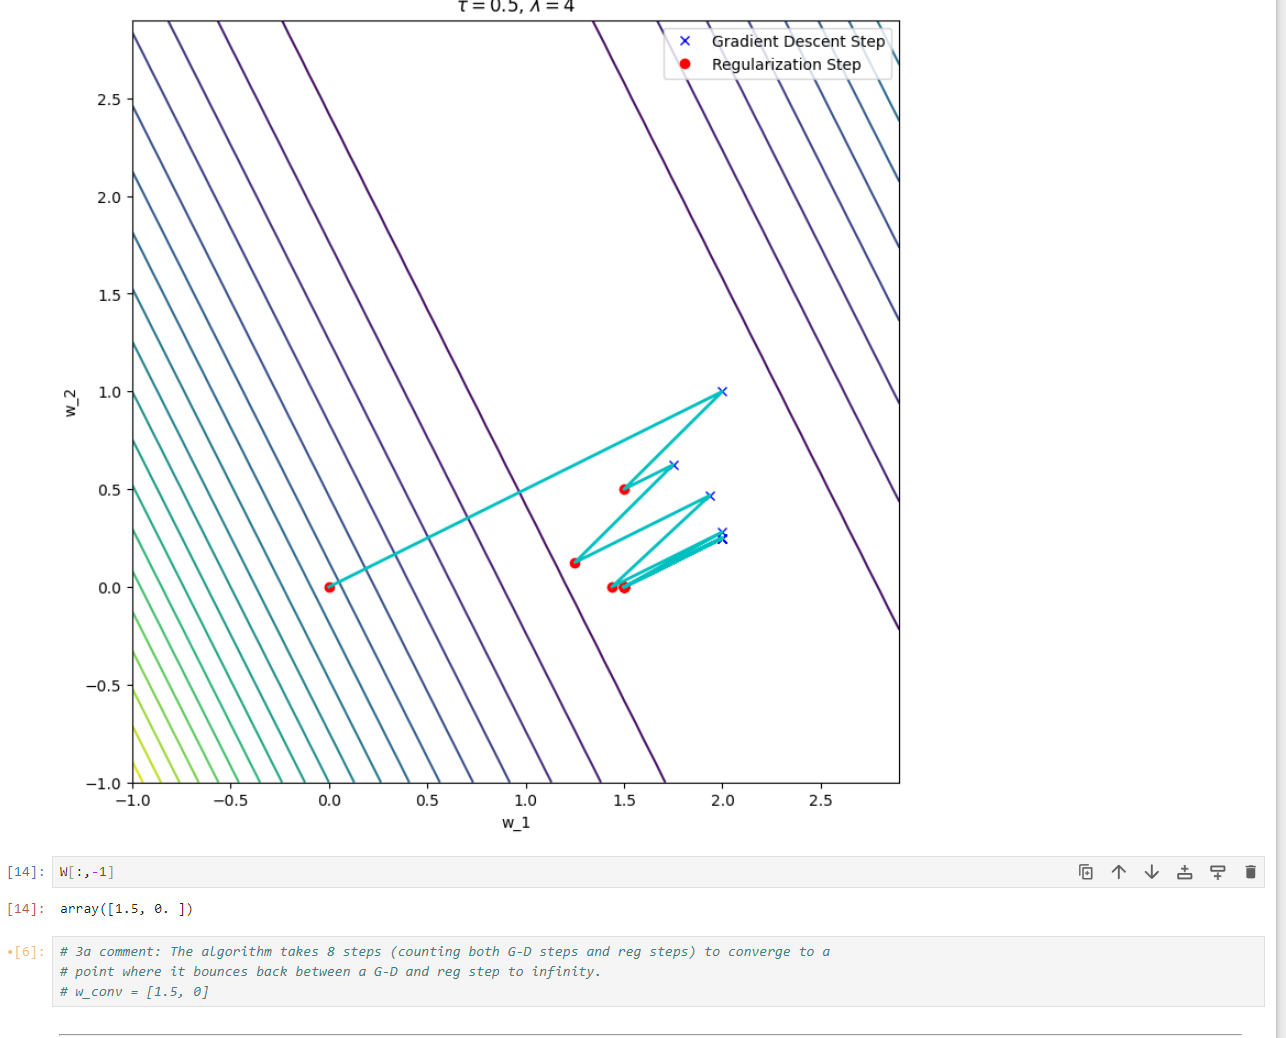 τ = 0.5, λ = 4
Gradient Descent Step
Regularization Step
2.5
2.0
1.5
1.0
0.5
0.0
−0.5
−1.0
w_2
−1.0 −0.5 0.0 0.5 1.0 1.5 2.0 2.5
w_1
[14]: W[:,-1]
[14]: array([1.5, 0. ])
*[6]: # 3a comment: The algorithm takes 8 steps (counting both G-D steps and reg steps) to converge to a
# point where it bounces back between a G-D and reg step to infinity.
# w_conv = [1.5, 0]